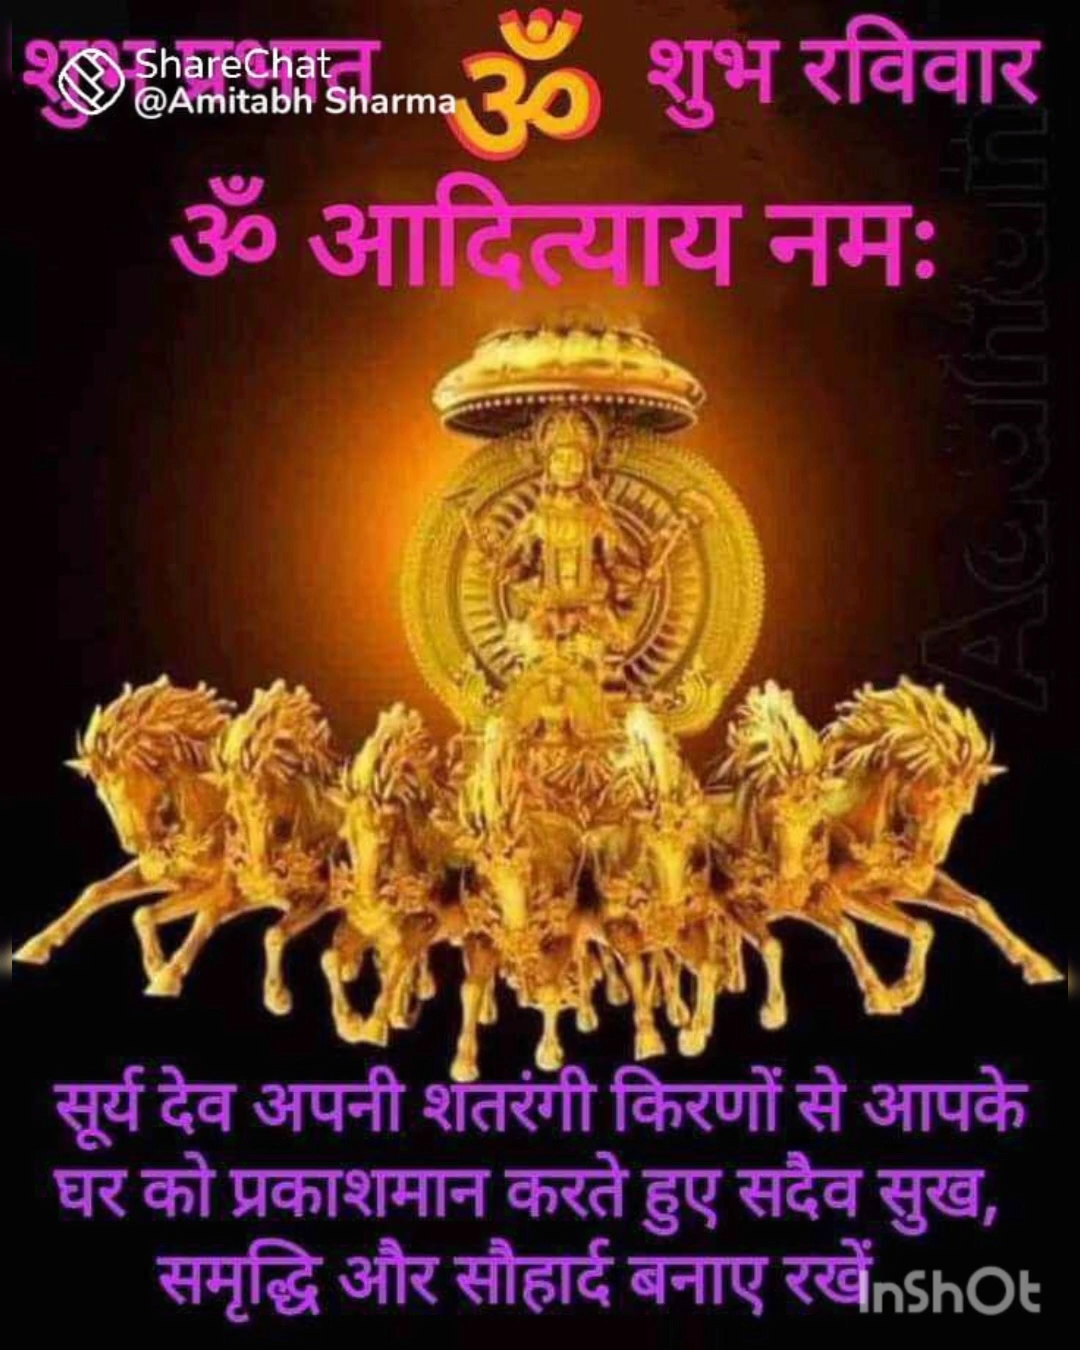 शुभ प्रभात ॐ शुभ रविवार
ShareChat
@Amitabh Sharma
ॐ आदित्याय नमः
सूर्य देव अपनी शतरंगी किरणों से आपके
घर को प्रकाशमान करते हुए सदैव सुख,
समृद्धि और सौहार्द बनाए रखें
InShOt